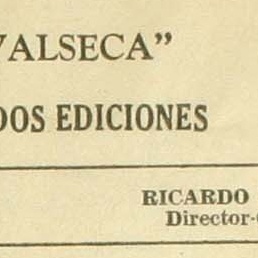 VALSECA”
DOS EDICIONES
RICARDO
Director-